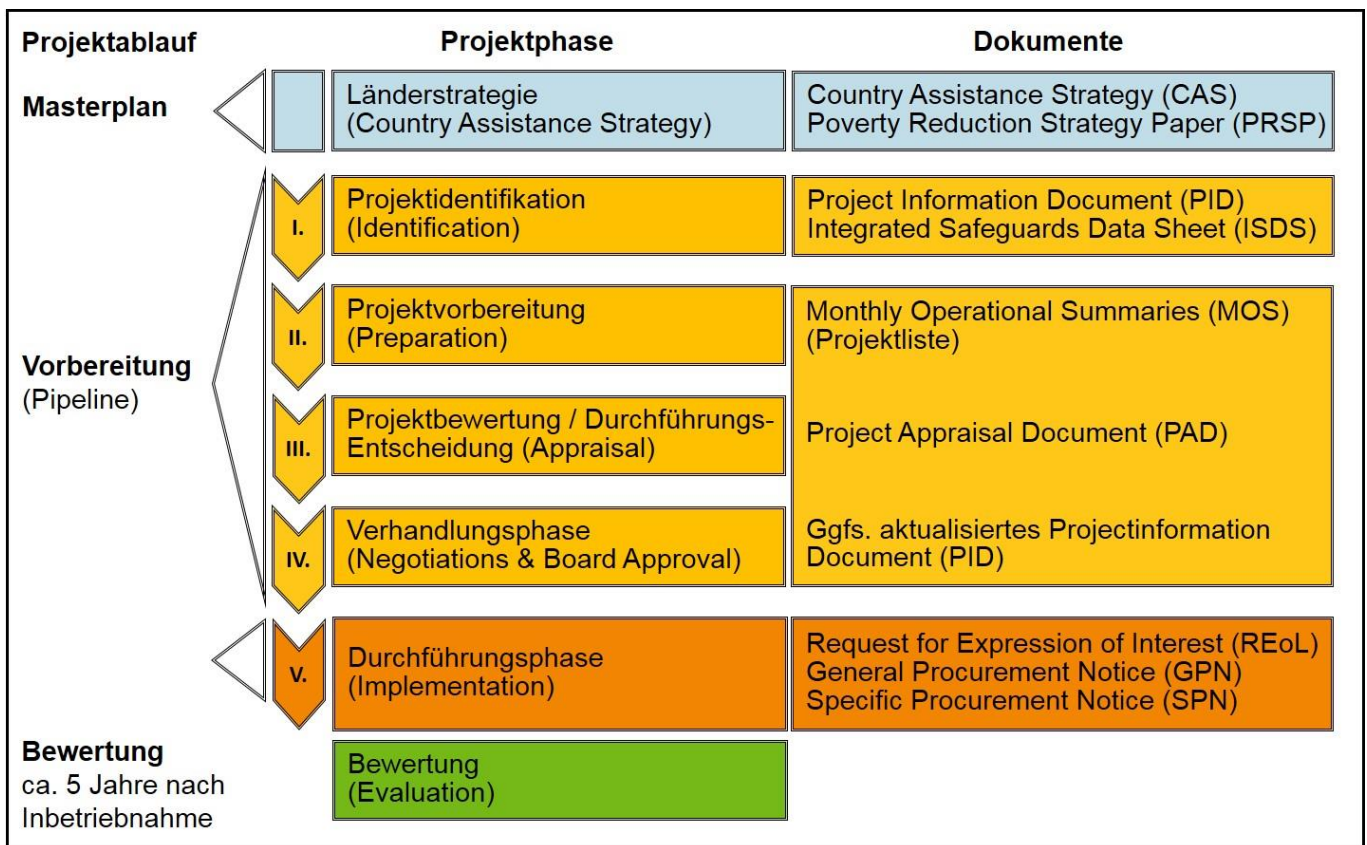 Projektablauf
Projektphase
Dokumente
Masterplan
Länderstrategie
(Country Assistance Strategy)
Country Assistance Strategy (CAS)
Poverty Reduction Strategy Paper (PRSP)
I.
Projektidentifikation
(Identification)
Project Information Document (PID)
Integrated Safeguards Data Sheet (ISDS)
Vorbereitung
(Pipeline)
II.
Projektvorbereitung
(Preparation)
Monthly Operational Summaries (MOS)
(Projektliste)
III.
Projektbewertung / Durchführungs-
Entscheidung (Appraisal)
Project Appraisal Document (PAD)
IV.
Verhandlungsphase
(Negotiations & Board Approval)
Ggfs. aktualisiertes Projectinformation
Document (PID)
V.
Durchführungsphase
(Implementation)
Request for Expression of Interest (REoL)
General Procurement Notice (GPN)
Specific Procurement Notice (SPN)
Bewertung
ca. 5 Jahre nach
Inbetriebnahme
Bewertung
(Evaluation)